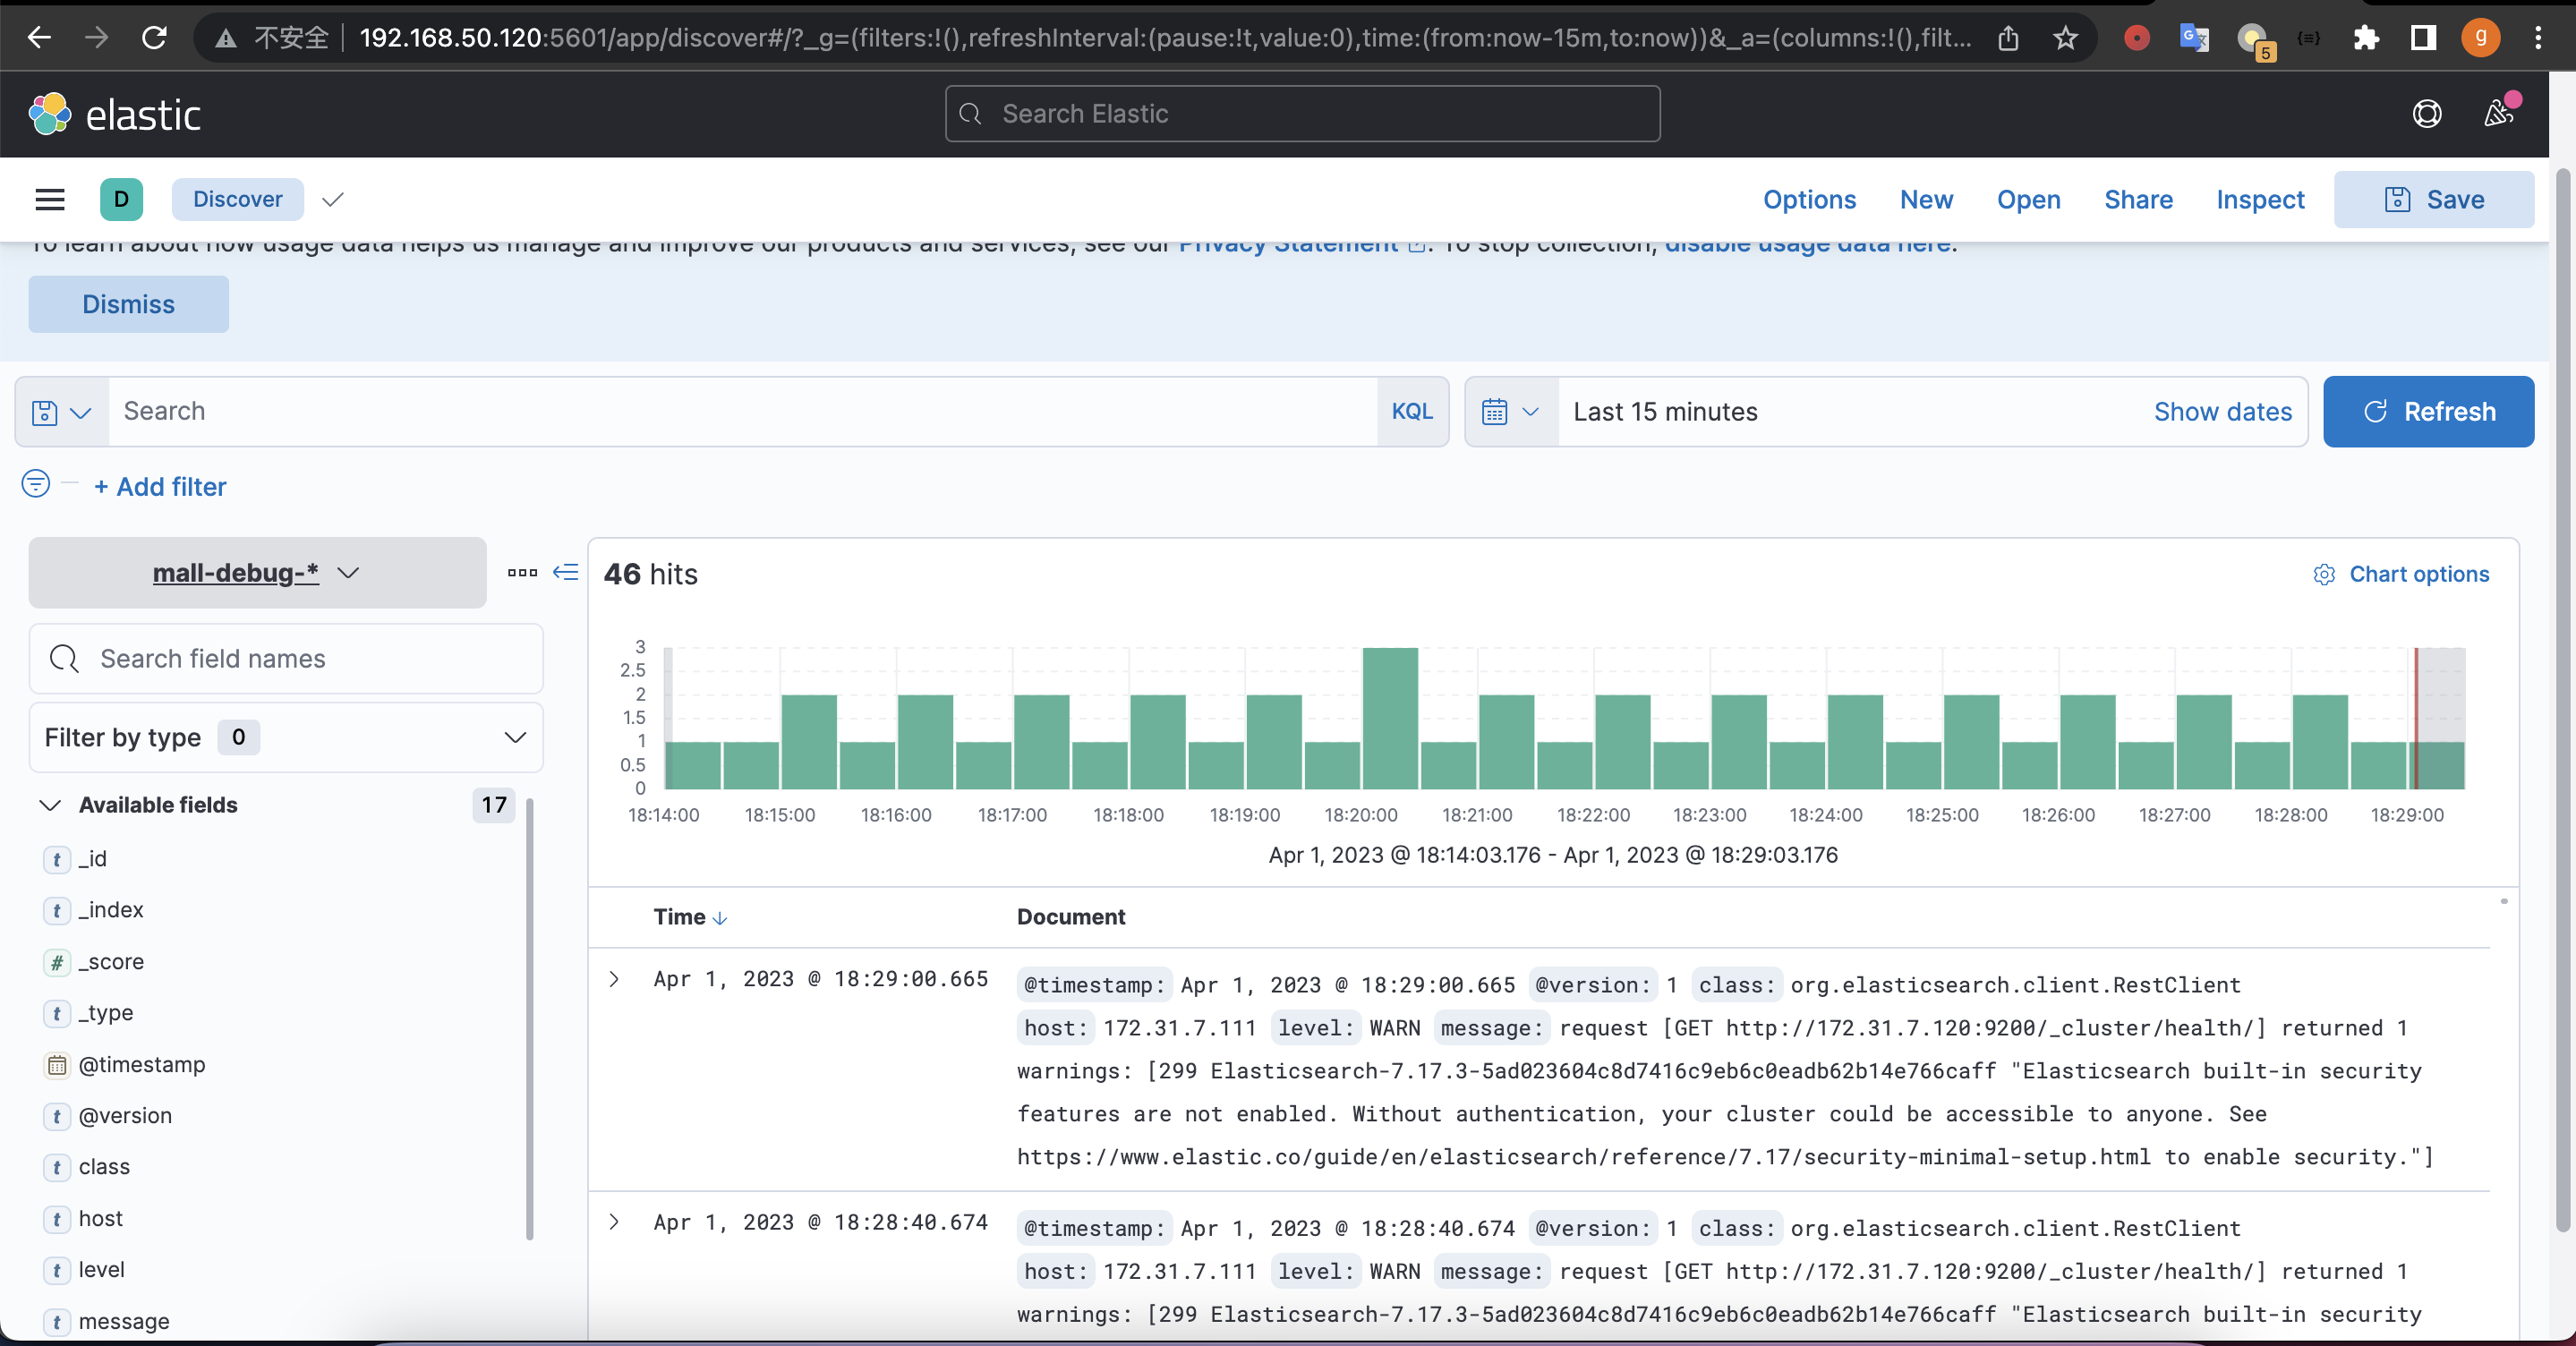 不安全 192.168.50.120:5601/app/discover#/?_g=(filters:!(),refreshInterval:(pause:!t,value:0),time:(from:now-15m,to:now))&_a=(columns:!(),filt... 5 g
elastic Search Elastic
D Discover Options New Open Share Inspect Save
To learn about how usage data helps us manage and improve our products and services, see our Privacy Statement. To stop collection, disable usage data here.
Dismiss
Search KQL Last 15 minutes Show dates Refresh
+ Add filter
mall-debug-*
Search field names
Filter by type 0
Available fields 17
t _id
t _index
# _score
t _type
@timestamp
t @version
t class
t host
t level
t message
46 hits Chart options
3
2.5
2
1.5
1
0.5
0
18:14:00 18:15:00 18:16:00 18:17:00 18:18:00 18:19:00 18:20:00 18:21:00 18:22:00 18:23:00 18:24:00 18:25:00 18:26:00 18:27:00 18:28:00 18:29:00
Apr 1, 2023 @ 18:14:03.176 - Apr 1, 2023 @ 18:29:03.176
Time Document
Apr 1, 2023 @ 18:29:00.665 @timestamp: Apr 1, 2023 @ 18:29:00.665 @version: 1 class: org.elasticsearch.client.RestClient
host: 172.31.7.111 level: WARN message: request [GET http://172.31.7.120:9200/_cluster/health/] returned 1
warnings: [299 Elasticsearch-7.17.3-5ad023604c8d7416c9eb6c0eadb62b14e766caff "Elasticsearch built-in security
features are not enabled. Without authentication, your cluster could be accessible to anyone. See
https://www.elastic.co/guide/en/elasticsearch/reference/7.17/security-minimal-setup.html to enable security."]
Apr 1, 2023 @ 18:28:40.674 @timestamp: Apr 1, 2023 @ 18:28:40.674 @version: 1 class: org.elasticsearch.client.RestClient
host: 172.31.7.111 level: WARN message: request [GET http://172.31.7.120:9200/_cluster/health/] returned 1
warnings: [299 Elasticsearch-7.17.3-5ad023604c8d7416c9eb6c0eadb62b14e766caff "Elasticsearch built-in security